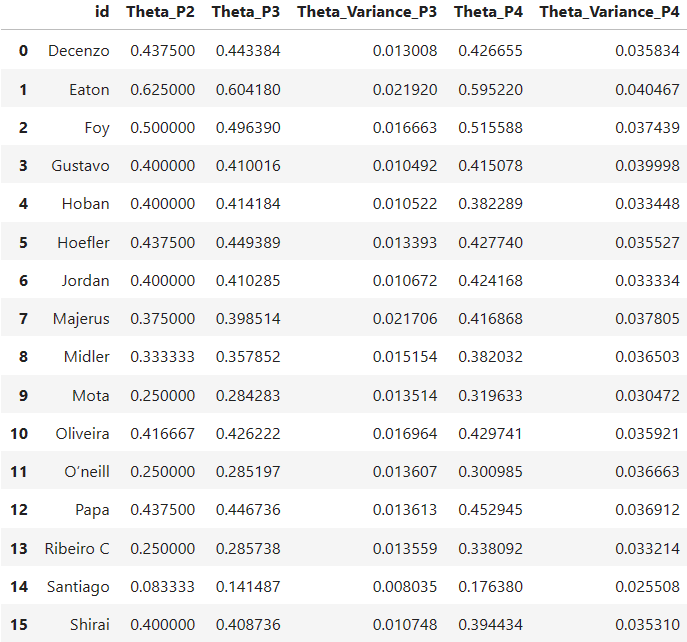 id Theta_P2 Theta_P3 Theta_Variance_P3 Theta_P4 Theta_Variance_P4
0 Decenzo 0.437500 0.443384 0.013008 0.426655 0.035834
1 Eaton 0.625000 0.604180 0.021920 0.595220 0.040467
2 Foy 0.500000 0.496390 0.016663 0.515588 0.037439
3 Gustavo 0.400000 0.410016 0.010492 0.415078 0.039998
4 Hoban 0.400000 0.414184 0.010522 0.382289 0.033448
5 Hoefler 0.437500 0.449389 0.013393 0.427740 0.035527
6 Jordan 0.400000 0.410285 0.010672 0.424168 0.033334
7 Majerus 0.375000 0.398514 0.021706 0.416868 0.037805
8 Midler 0.333333 0.357852 0.015154 0.382032 0.036503
9 Mota 0.250000 0.284283 0.013514 0.319633 0.030472
10 Oliveira 0.416667 0.426222 0.016964 0.429741 0.035921
11 O’neill 0.250000 0.285197 0.013607 0.300985 0.036663
12 Papa 0.437500 0.446736 0.013613 0.452945 0.036912
13 Ribeiro C 0.250000 0.285738 0.013559 0.338092 0.033214
14 Santiago 0.083333 0.141487 0.008035 0.176380 0.025508
15 Shirai 0.400000 0.408736 0.010748 0.394434 0.035310